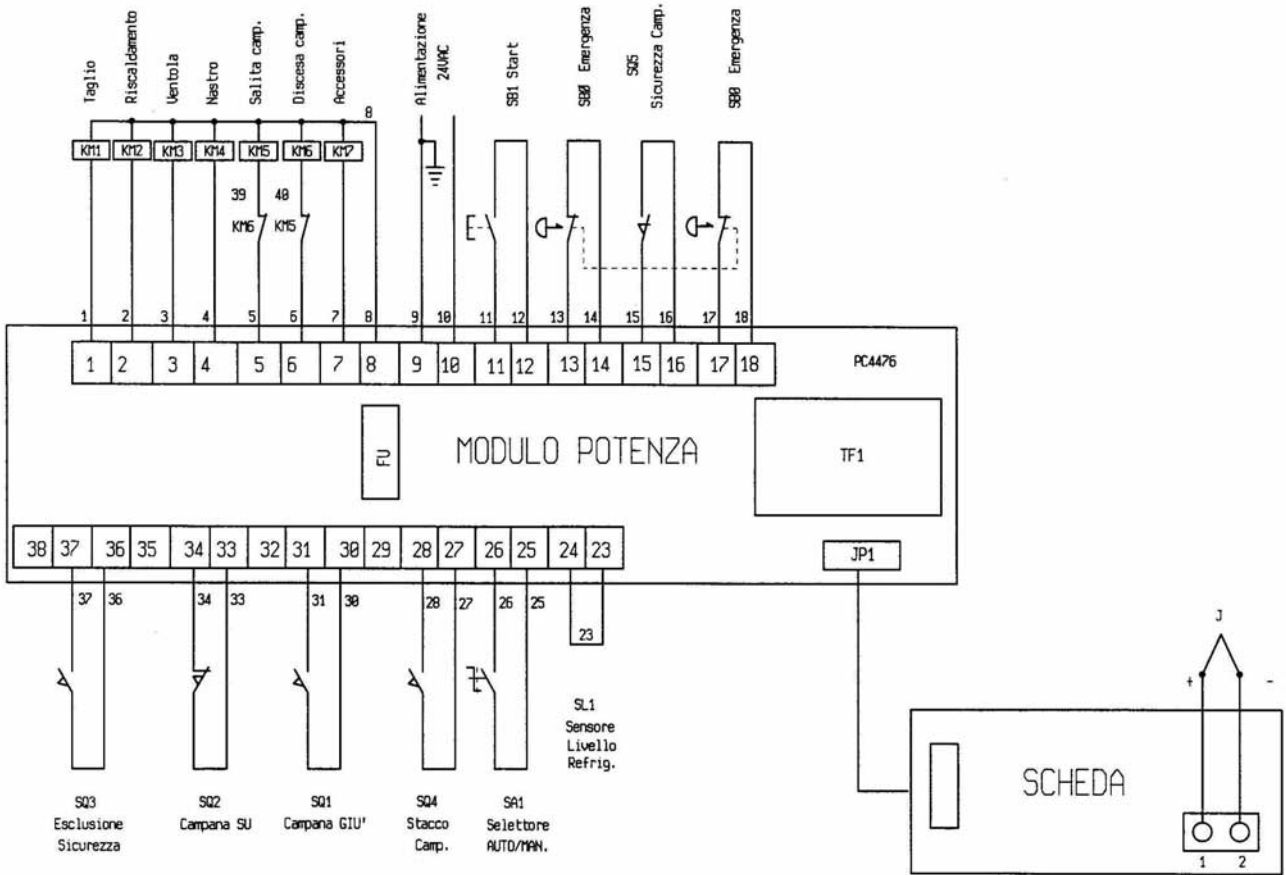 Taglio
Riscaldamento
Ventola
Nastro
Salita camp.
Discesa camp.
Accessori
Alimentazione
24VAC
SB1 Start
SB0 Emergenza
SQ5
Sicurezza Camp.
SB0 Emergenza
8
KM1 KM2 KM3 KM4 KM5 KM6 KM7
39 40
KM6 KM5
1 2 3 4 5 6 7 8 9 10 11 12 13 14 15 16 17 18
1 2 3 4 5 6 7 8 9 10 11 12 13 14 15 16 17 18
PC4476
FU
MODULO POTENZA
TF1
38 37 36 35 34 33 32 31 30 29 28 27 26 25 24 23
JP1
37 36 34 33 31 30 28 27 26 25
23
J
+ -
SL1
Sensore
Livello
Refrig.
SCHEDA
SQ3
Esclusione
Sicurezza
SQ2
Campana SU
SQ1
Campana GIU'
SQ4
Stacco
Camp.
SA1
Selettore
AUTO/MAN.
1 2